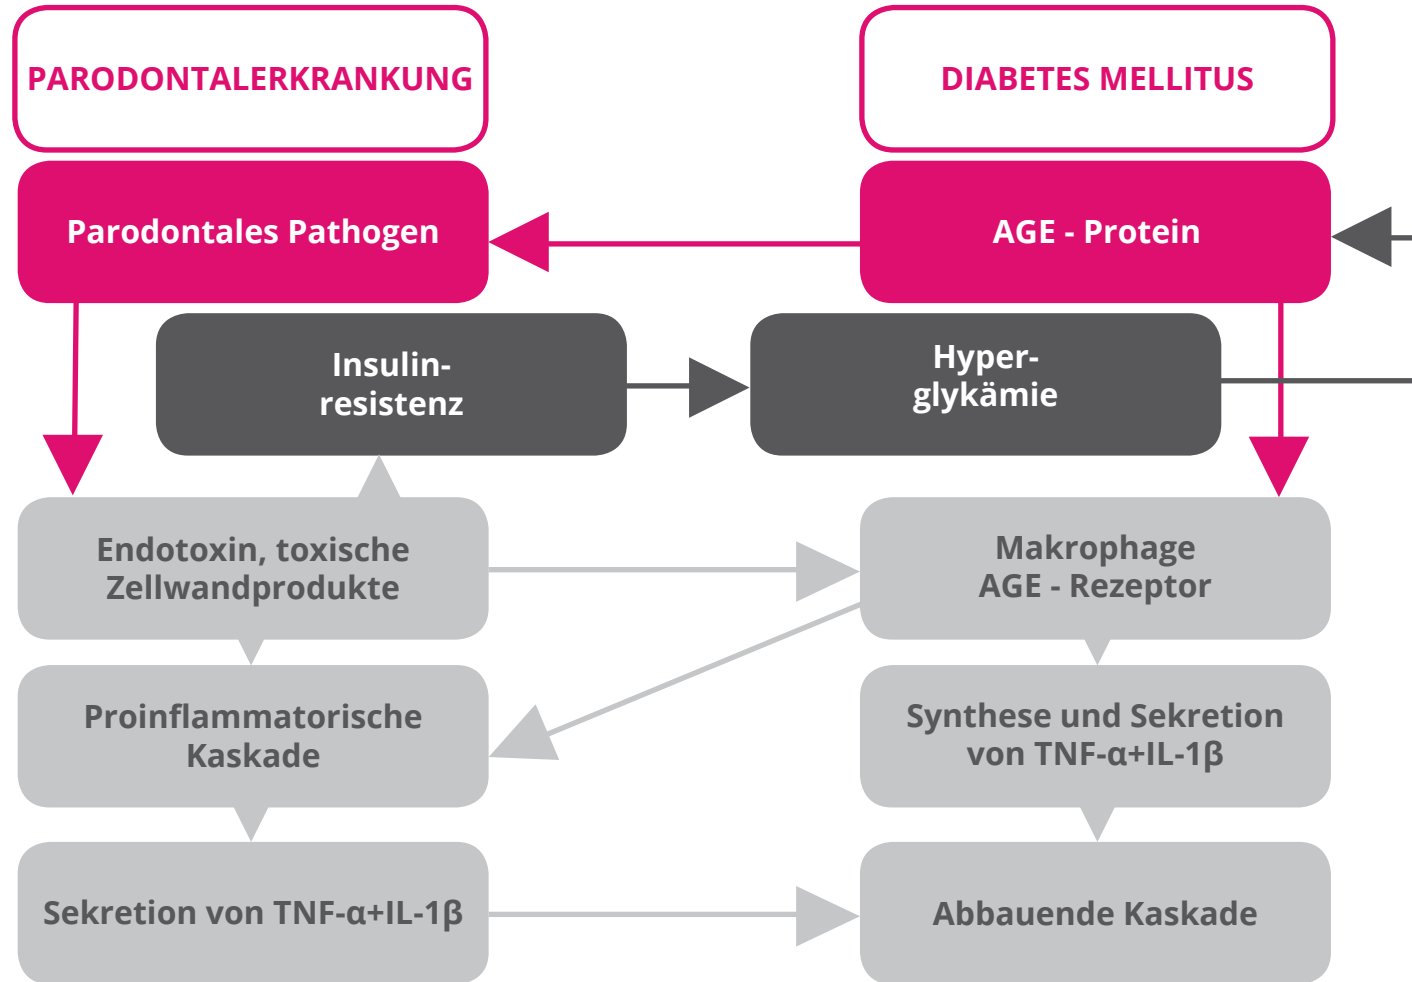 PARODONTALERKRANKUNG
DIABETES MELLITUS
Parodontales Pathogen
AGE - Protein
Insulin-
resistenz
Hyper-
glykämie
Endotoxin, toxische
Zellwandprodukte
Makrophage
AGE - Rezeptor
Proinflammatorische
Kaskade
Synthese und Sekretion
von TNF-α+IL-1β
Sekretion von TNF-α+IL-1β
Abbauende Kaskade